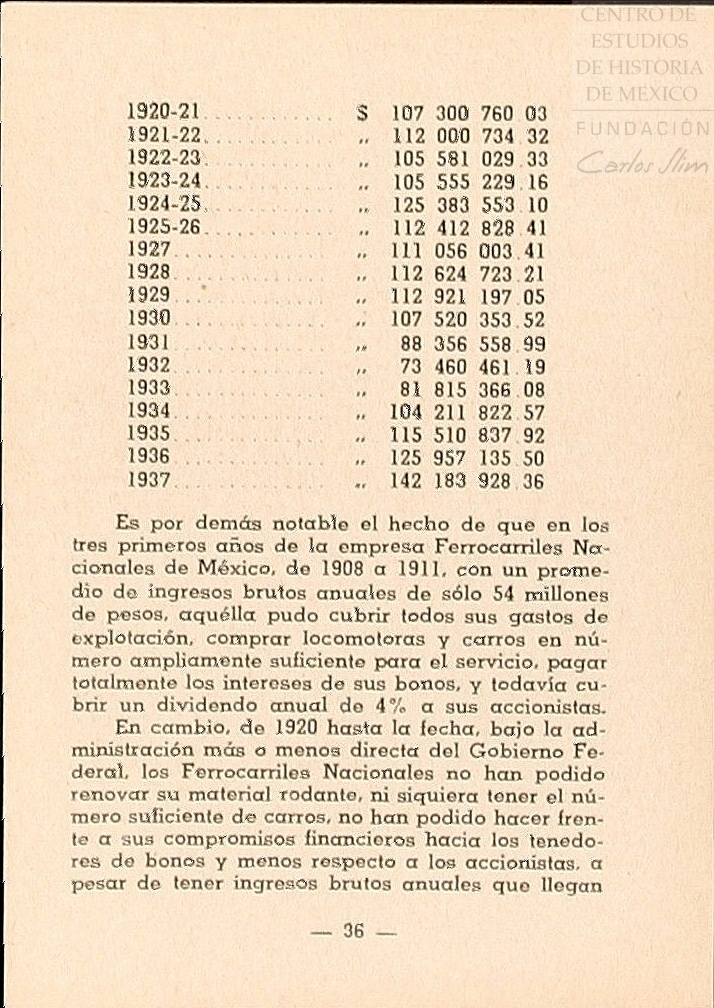 CENTRO DE
ESTUDIOS
DE HISTORIA
DE MEXICO
FUNDACIÓN
Carlos Slim
1920-21 ............ $ 107 300 760 03
1921-22 ............ ,, 112 000 734 32
1922-23 ............ ,, 105 581 029.33
1923-24 ............ ,, 105 555 229.16
1924-25 ............ ,, 125 383 553 10
1925-26 ............ ,, 112 412 828.41
1927 ............ ,, 111 056 003.41
1928 ............ ,, 112 624 723.21
1929 ............ ,, 112 921 197 05
1930 ............ ,, 107 520 353.52
1931 ............ ,, 88 356 558.99
1932 ............ ,, 73 460 461.19
1933 ............ ,, 81 815 366 08
1934 ............ ,, 104 211 822.57
1935 ............ ,, 115 510 837 92
1936 ............ ,, 125 957 135 50
1937 ............ ,, 142 183 928.36
Es por demás notable el hecho de que en los
tres primeros años de la empresa Ferrocarriles Na-
cionales de México, de 1908 a 1911, con un prome-
dio de ingresos brutos anuales de sólo 54 millones
de pesos, aquélla pudo cubrir todos sus gastos de
explotación, comprar locomotoras y carros en nú-
mero ampliamente suficiente para el servicio, pagar
totalmente los intereses de sus bonos, y todavía cu-
brir un dividendo anual de 4% a sus accionistas.
En cambio, de 1920 hasta la fecha, bajo la ad-
ministración más o menos directa del Gobierno Fe-
deral, los Ferrocarriles Nacionales no han podido
renovar su material rodante, ni siquiera tener el nú-
mero suficiente de carros, no han podido hacer fren-
te a sus compromisos financieros hacia los tenedo-
res de bonos y menos respecto a los accionistas, a
pesar de tener ingresos brutos anuales que llegan
— 36 —